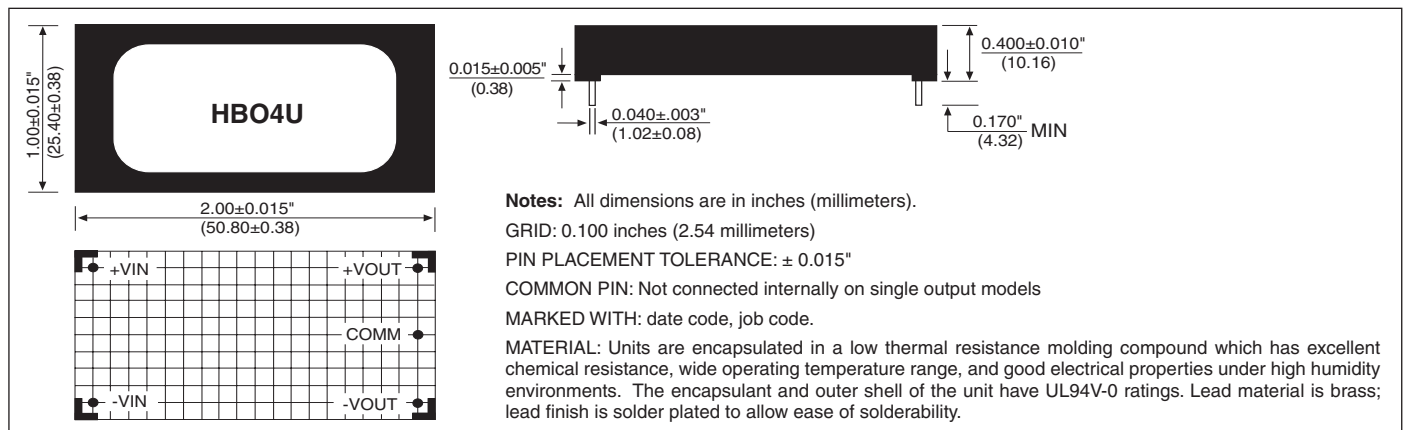 1.00±0.015"
(25.40±0.38)
HBO4U
2.00±0.015"
(50.80±0.38)
0.015±0.005"
(0.38)
0.040±.003"
(1.02±0.08)
0.400±0.010"
(10.16)
0.170"
(4.32)
MIN
+VIN
+VOUT
COMM
-VIN
-VOUT
Notes: All dimensions are in inches (millimeters).
GRID: 0.100 inches (2.54 millimeters)
PIN PLACEMENT TOLERANCE: ± 0.015"
COMMON PIN: Not connected internally on single output models
MARKED WITH: date code, job code.
MATERIAL: Units are encapsulated in a low thermal resistance molding compound which has excellent
chemical resistance, wide operating temperature range, and good electrical properties under high humidity
environments. The encapsulant and outer shell of the unit have UL94V-0 ratings. Lead material is brass;
lead finish is solder plated to allow ease of solderability.